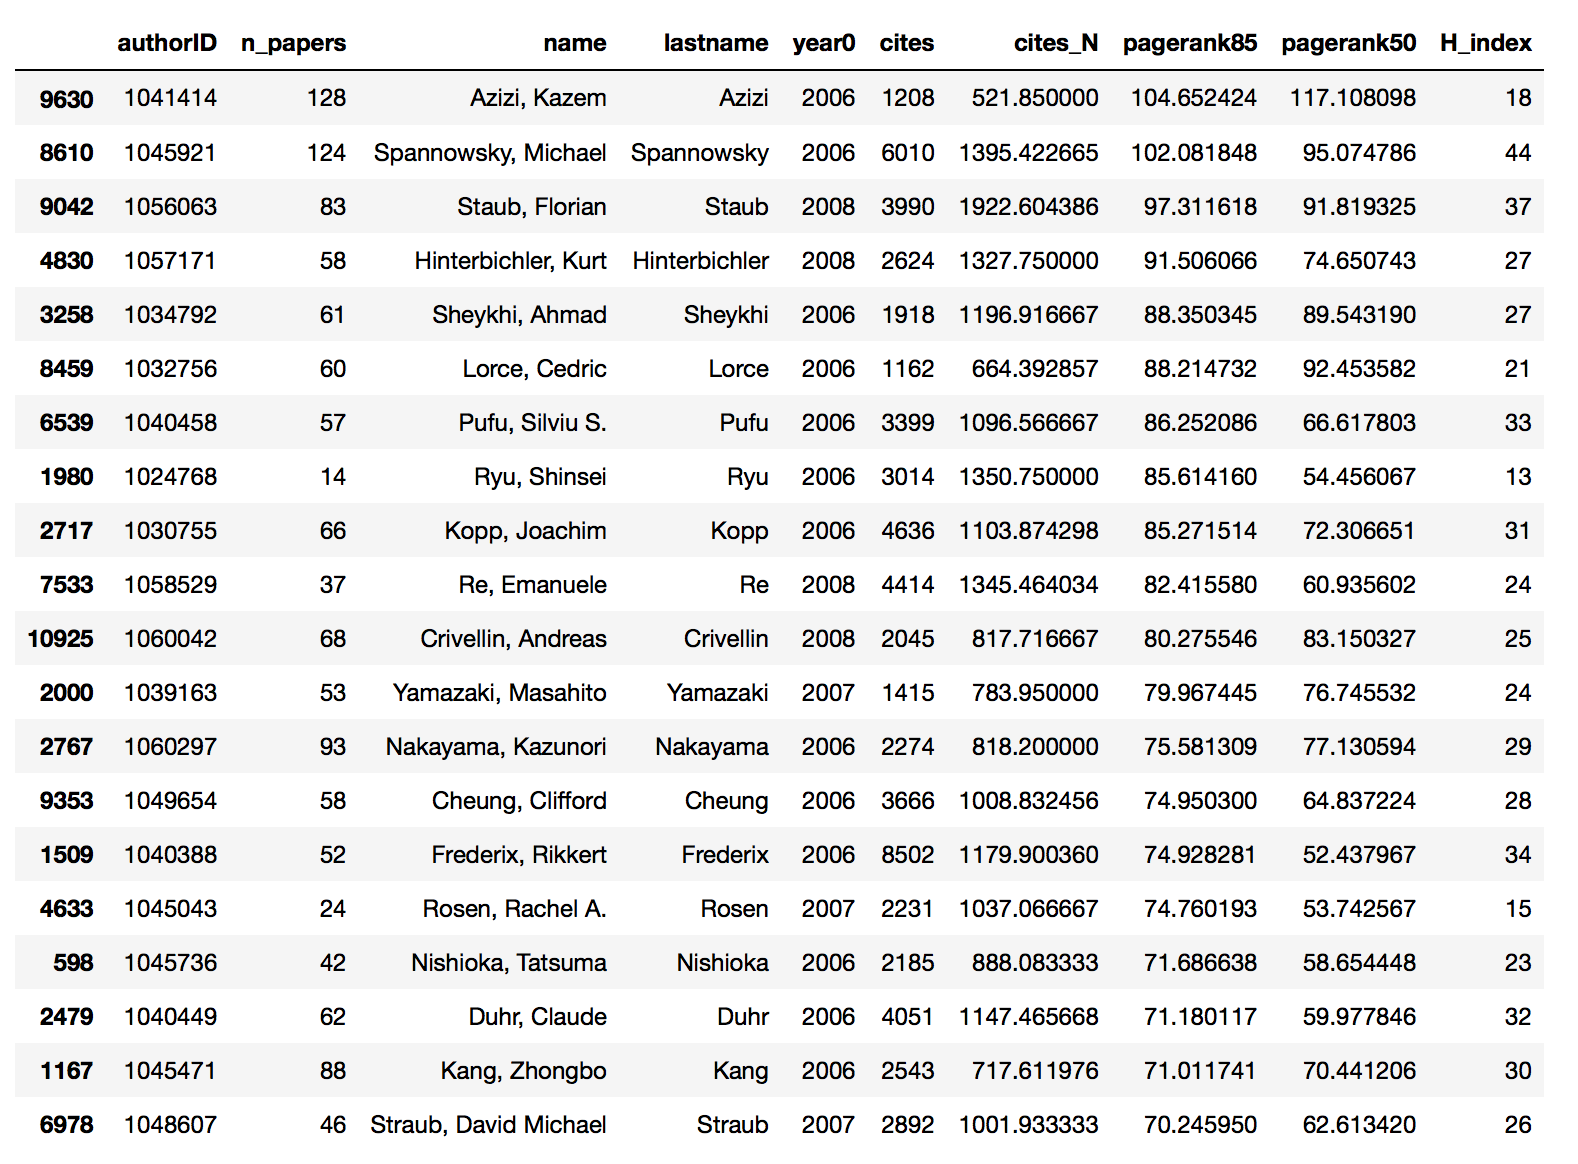 authorID n_papers name lastname year0 cites cites_N pagerank85 pagerank50 H_index
9630 1041414 128 Azizi, Kazem Azizi 2006 1208 521.850000 104.652424 117.108098 18
8610 1045921 124 Spannowsky, Michael Spannowsky 2006 6010 1395.422665 102.081848 95.074786 44
9042 1056063 83 Staub, Florian Staub 2008 3990 1922.604386 97.311618 91.819325 37
4830 1057171 58 Hinterbichler, Kurt Hinterbichler 2008 2624 1327.750000 91.506066 74.650743 27
3258 1034792 61 Sheykhi, Ahmad Sheykhi 2006 1918 1196.916667 88.350345 89.543190 27
8459 1032756 60 Lorce, Cedric Lorce 2006 1162 664.392857 88.214732 92.453582 21
6539 1040458 57 Pufu, Silviu S. Pufu 2006 3399 1096.566667 86.252086 66.617803 33
1980 1024768 14 Ryu, Shinsei Ryu 2006 3014 1350.750000 85.614160 54.456067 13
2717 1030755 66 Kopp, Joachim Kopp 2006 4636 1103.874298 85.271514 72.306651 31
7533 1058529 37 Re, Emanuele Re 2008 4414 1345.464034 82.415580 60.935602 24
10925 1060042 68 Crivellin, Andreas Crivellin 2008 2045 817.716667 80.275546 83.150327 25
2000 1039163 53 Yamazaki, Masahito Yamazaki 2007 1415 783.950000 79.967445 76.745532 24
2767 1060297 93 Nakayama, Kazunori Nakayama 2006 2274 818.200000 75.581309 77.130594 29
9353 1049654 58 Cheung, Clifford Cheung 2006 3666 1008.832456 74.950300 64.837224 28
1509 1040388 52 Frederix, Rikkert Frederix 2006 8502 1179.900360 74.928281 52.437967 34
4633 1045043 24 Rosen, Rachel A. Rosen 2007 2231 1037.066667 74.760193 53.742567 15
598 1045736 42 Nishioka, Tatsuma Nishioka 2006 2185 888.083333 71.686638 58.654448 23
2479 1040449 62 Duhr, Claude Duhr 2006 4051 1147.465668 71.180117 59.977846 32
1167 1045471 88 Kang, Zhongbo Kang 2006 2543 717.611976 71.011741 70.441206 30
6978 1048607 46 Straub, David Michael Straub 2007 2892 1001.933333 70.245950 62.613420 26